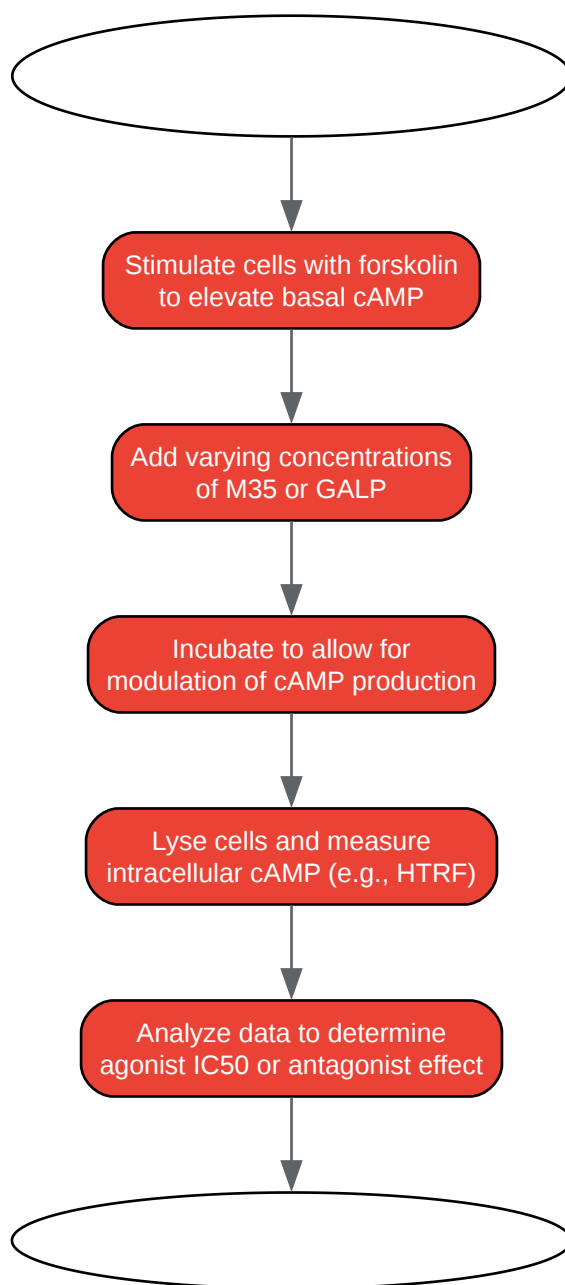 Stimulate cells with forskolin
to elevate basal cAMP
Add varying concentrations
of M35 or GALP
Incubate to allow for
modulation of cAMP production
Lyse cells and measure
intracellular cAMP (e.g., HTRF)
Analyze data to determine
agonist IC50 or antagonist effect